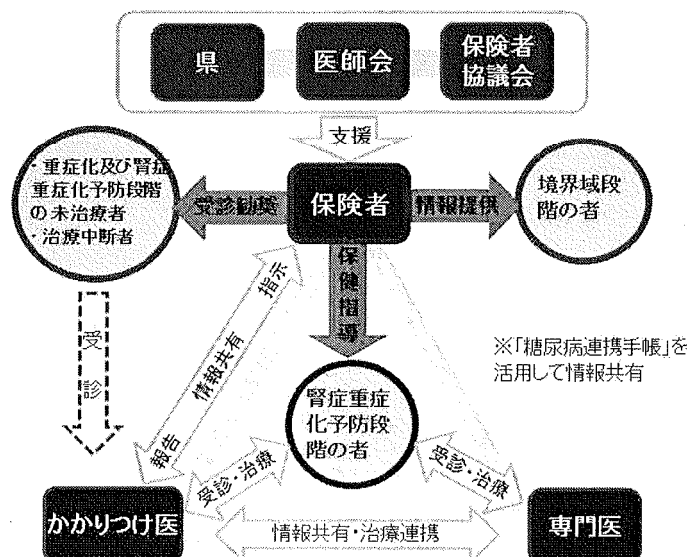 県
医師会
保険者
協議会
支援
・重症化及び腎症
重症化予防段階
の未治療者
・治療中断者
受診勧奨
保険者
情報提供
境界域段
階の者
保健指導
受診
報告 情報共有 指示
※「糖尿病連携手帳」を
活用して情報共有
腎症重症
化予防段
階の者
受診・治療
受診・治療
かかりつけ医
情報共有・治療連携
専門医